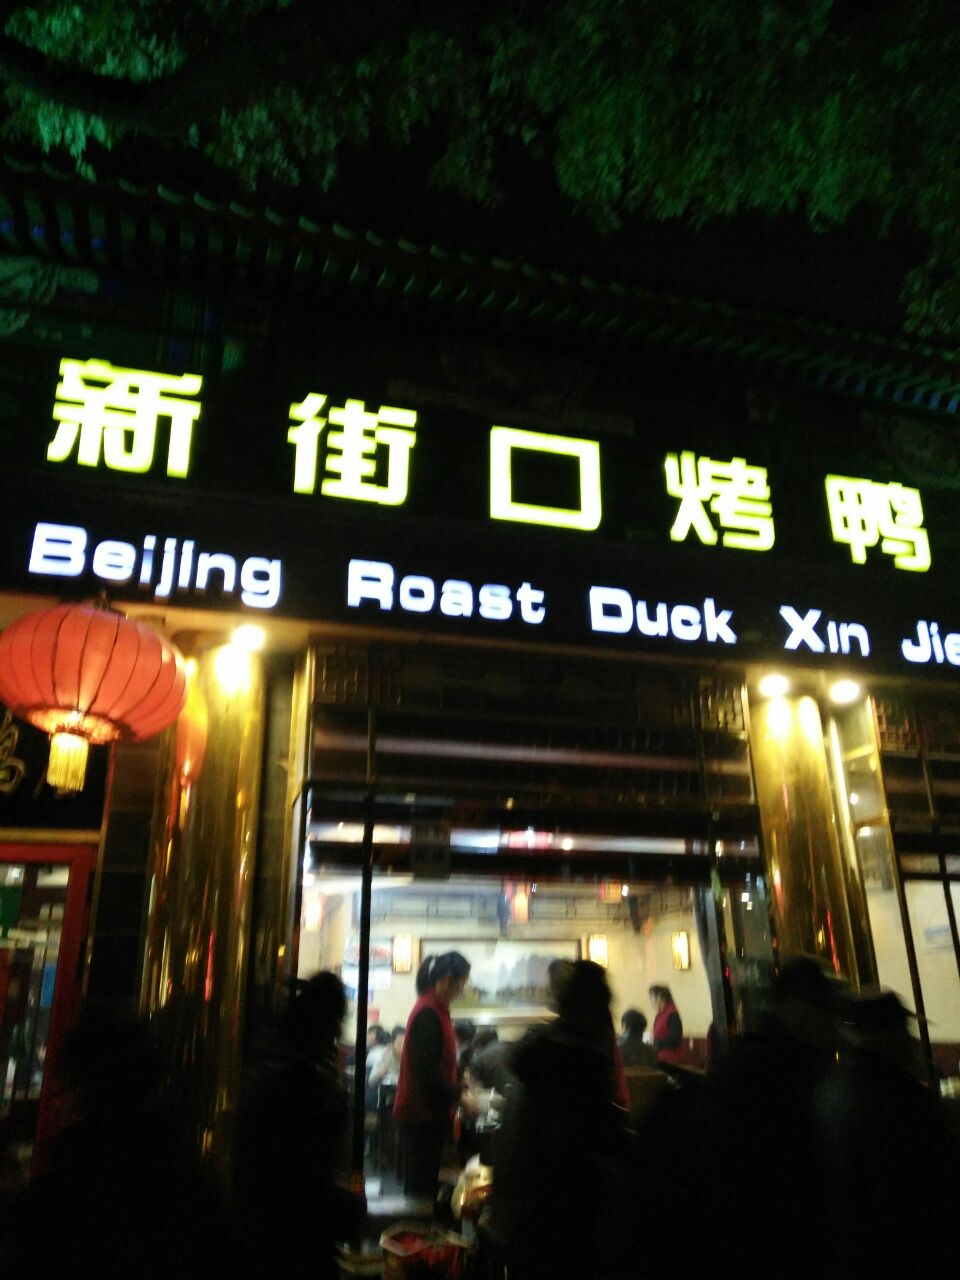 新街口烤鸭
Beijing Roast Duck Xin Jie